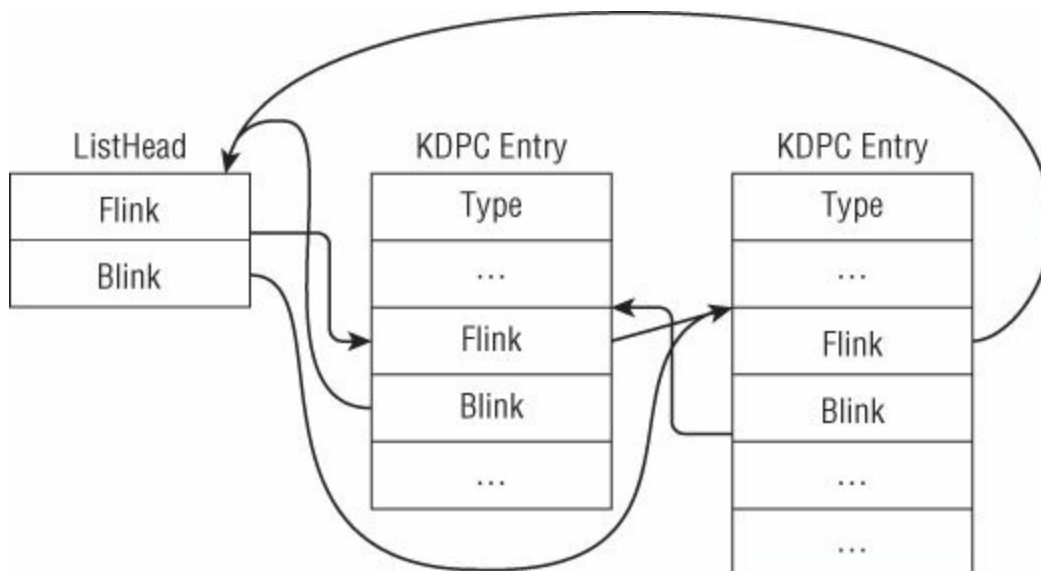 ListHead
Flink
Blink
KDPC Entry
Type
...
Flink
Blink
...
KDPC Entry
Type
...
Flink
Blink
...
...